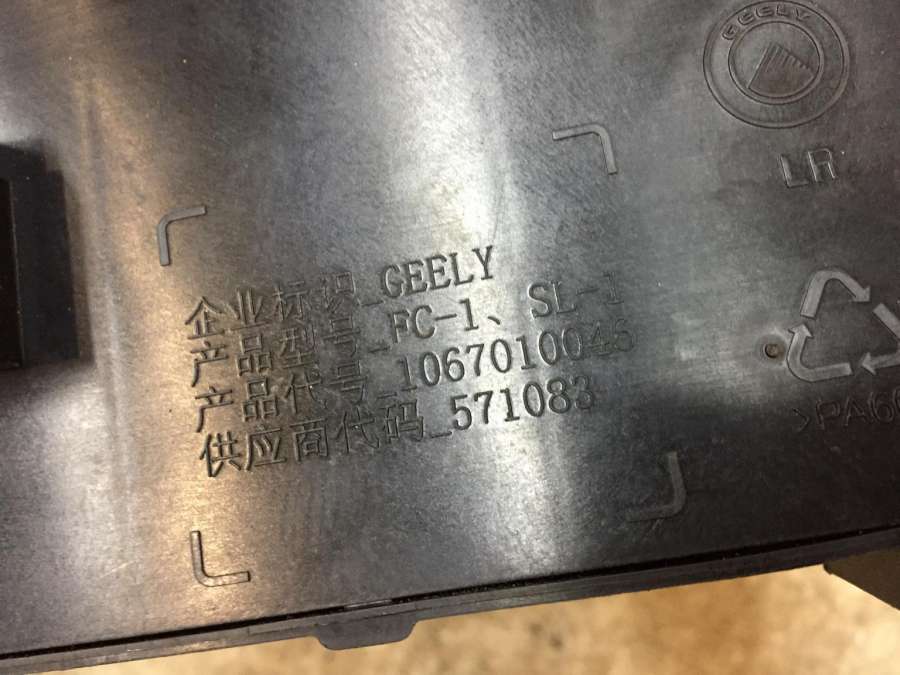 GEELY
LR
企业标识_GEELY
产品型号_FC-1、SL-1
产品代号_1067010046
供应商代码_571083
>PA66